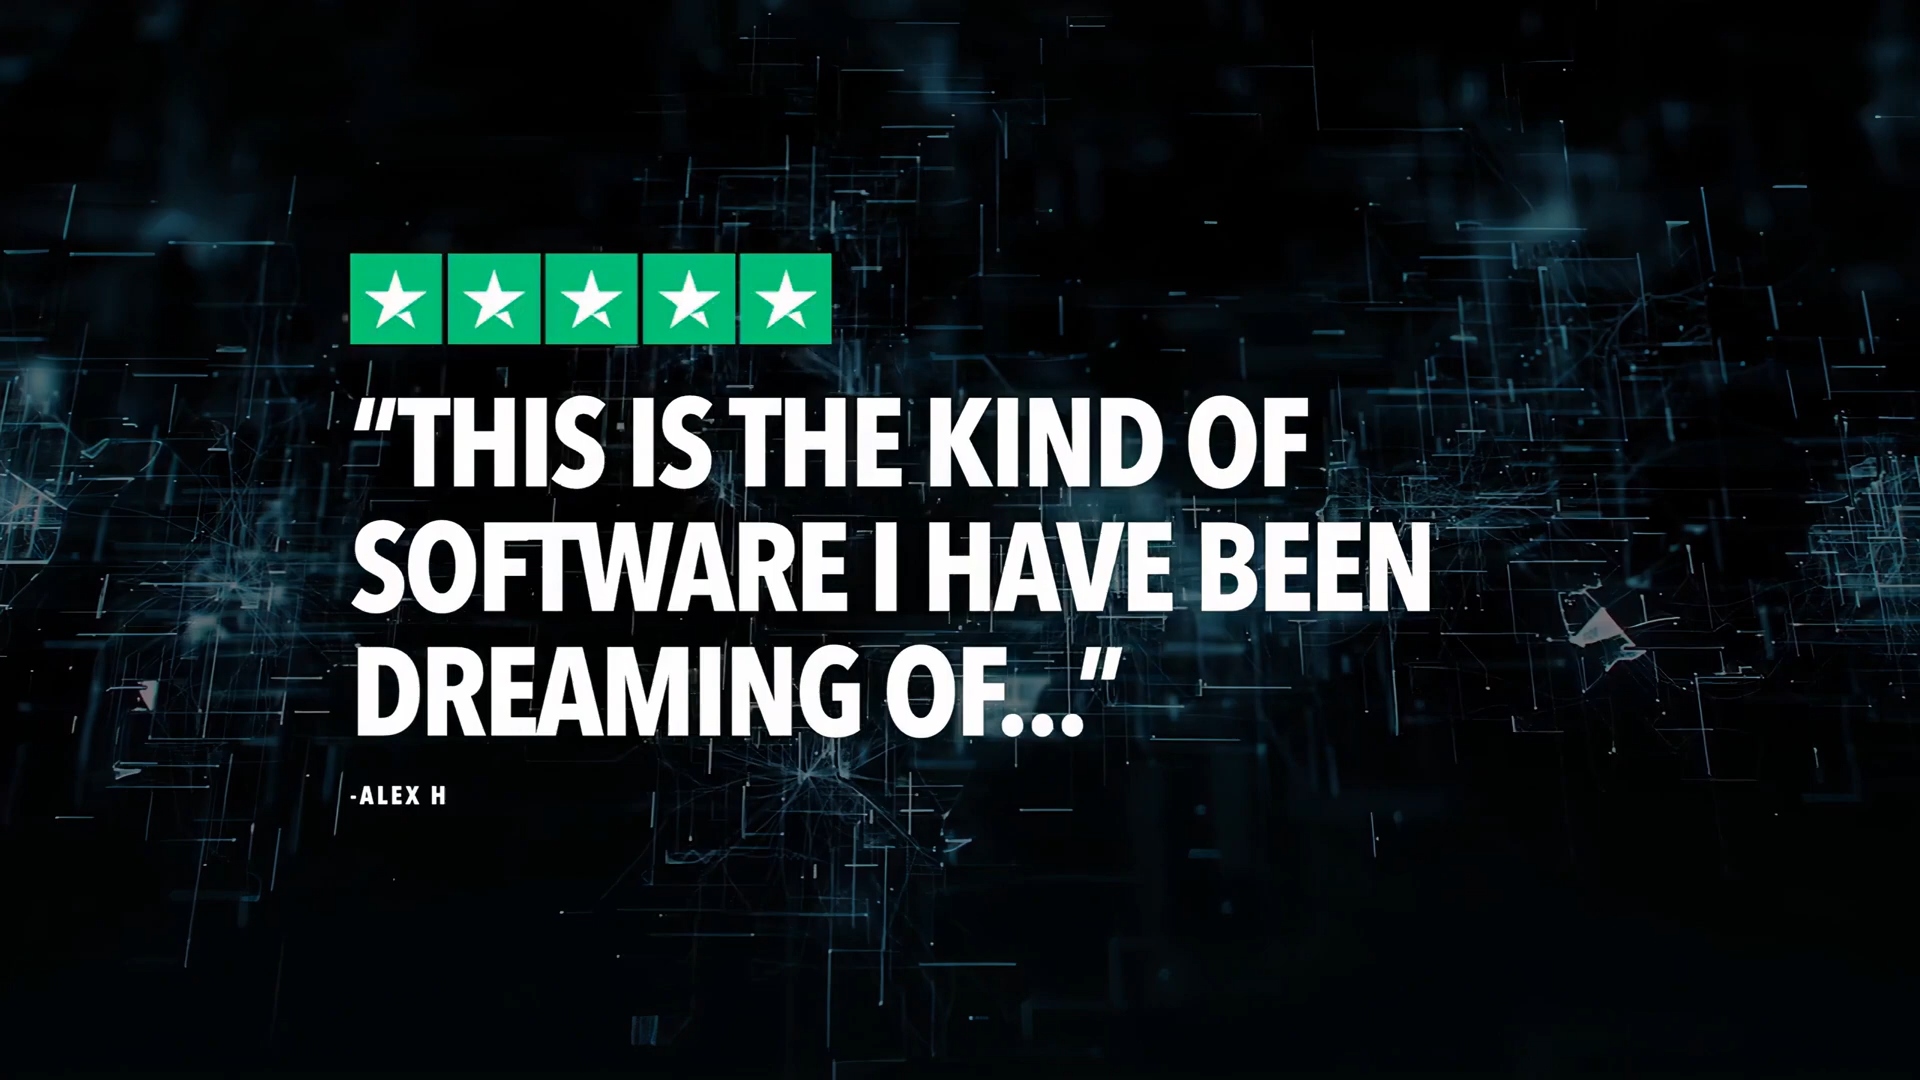 “THIS IS THE KIND OF
SOFTWARE I HAVE BEEN
DREAMING OF...”
-ALEX H